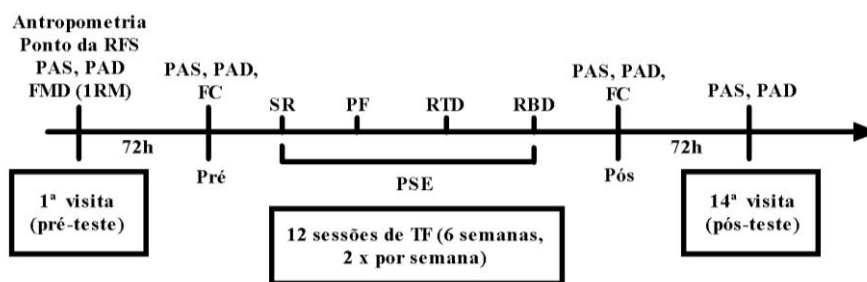 Antropometria
Ponto da RFS
PAS, PAD
FMD (1RM)
PAS, PAD,
FC
SR
PF
RTD
RBD
PAS, PAD,
FC
PAS, PAD
72h
72h
Pré
PSE
Pós
1ª visita
(pré-teste)
12 sessões de TF (6 semanas,
2 x por semana)
14ª visita
(pós-teste)